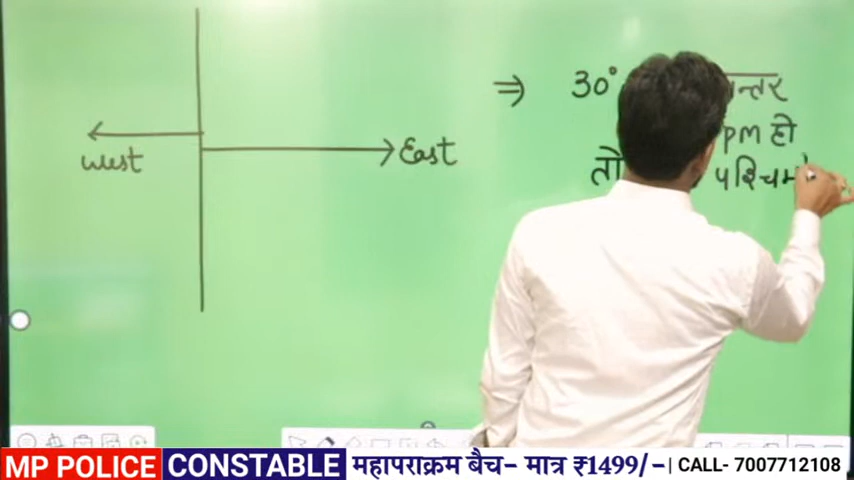 ⇒ 30° न्तर
pm हो
West East
तो पश्चिम
MP POLICE CONSTABLE महापराक्रम बैच- मात्र ₹1499/-| CALL- 7007712108